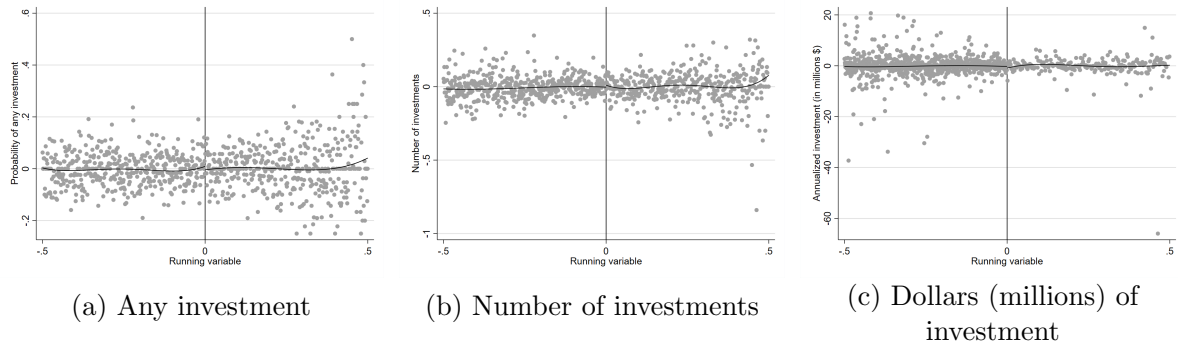 Probability of any investment
.6
.4
.2
0
-.2
-.5
0
.5
Running variable
(a) Any investment
Number of investments
.5
0
-.5
-1
-.5
0
.5
Running variable
(b) Number of investments
Annualized investment (in millions $)
20
0
-20
-40
-60
-.5
0
.5
Running variable
(c) Dollars (millions) of
investment